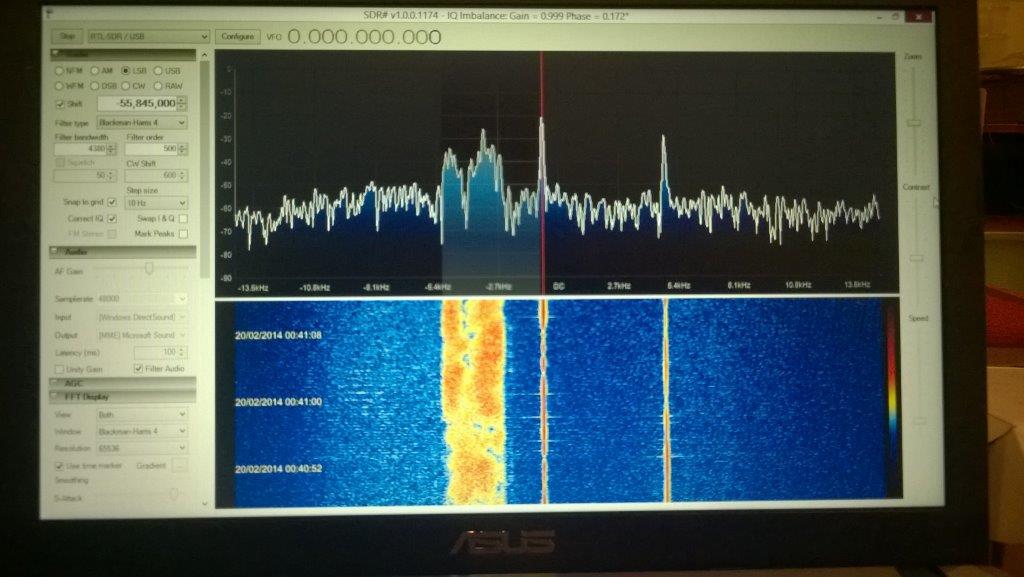 SDR# v1.0.0.1174 - IQ Imbalance: Gain = 0.999 Phase = 0.172°
Stop RTL-SDR / USB Configure VFO 0.000.000.000
NFM AM LSB USB
WFM DSB CW RAW
Shift -55,845,000
Filter type Blackman-Harris 4
Filter bandwidth Filter order
4380 500
Squelch CW Shift
50 600
Step size
Snap to grid 10 Hz
Correct IQ Swap I & Q
FM Stereo Mark Peaks
Audio
AF Gain
Samplerate 48000
Input [Windows DirectSound]
Output [MME] Microsoft Sound
Latency (ms) 100
Unity Gain Filter Audio
AGC
FFT Display
View Both
Window Blackman-Harris 4
Resolution 65536
Use time marker Gradient
Smoothing
S-Attack
0
-10
-20
-30
-40
-50
-60
-70
-80
-90
-13.5kHz -10.8kHz -8.1kHz -5.4kHz -2.7kHz DC 2.7kHz 5.4kHz 8.1kHz 10.8kHz 13.5kHz
20/02/2014 00:41:08
20/02/2014 00:41:00
20/02/2014 00:40:52
Zoom
Contrast
Speed
ASUS